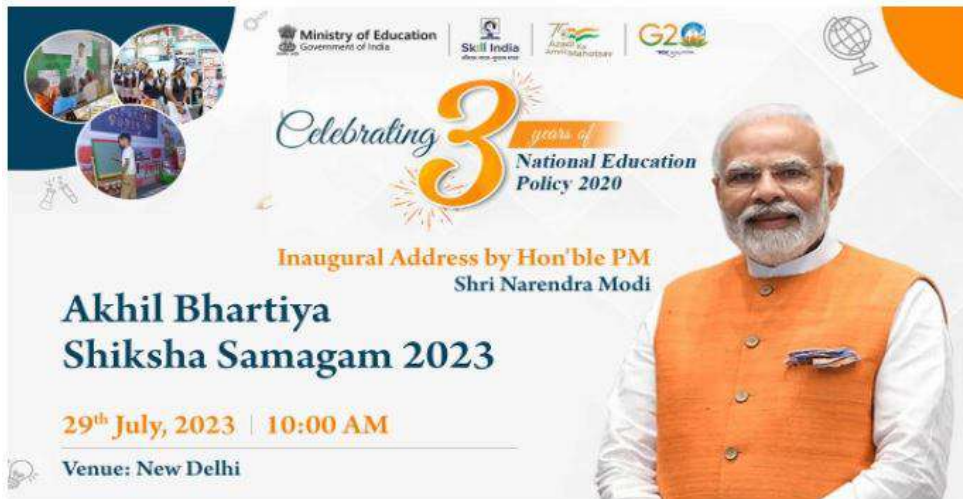 Ministry of Education
Government of India
Skill India
Azadi Ka
Amrit Mahotsav
G20
Celebrating 3 years of
National Education
Policy 2020
Inaugural Address by Hon'ble PM
Shri Narendra Modi
Akhil Bhartiya
Shiksha Samagam 2023
29th July, 2023 | 10:00 AM
Venue: New Delhi